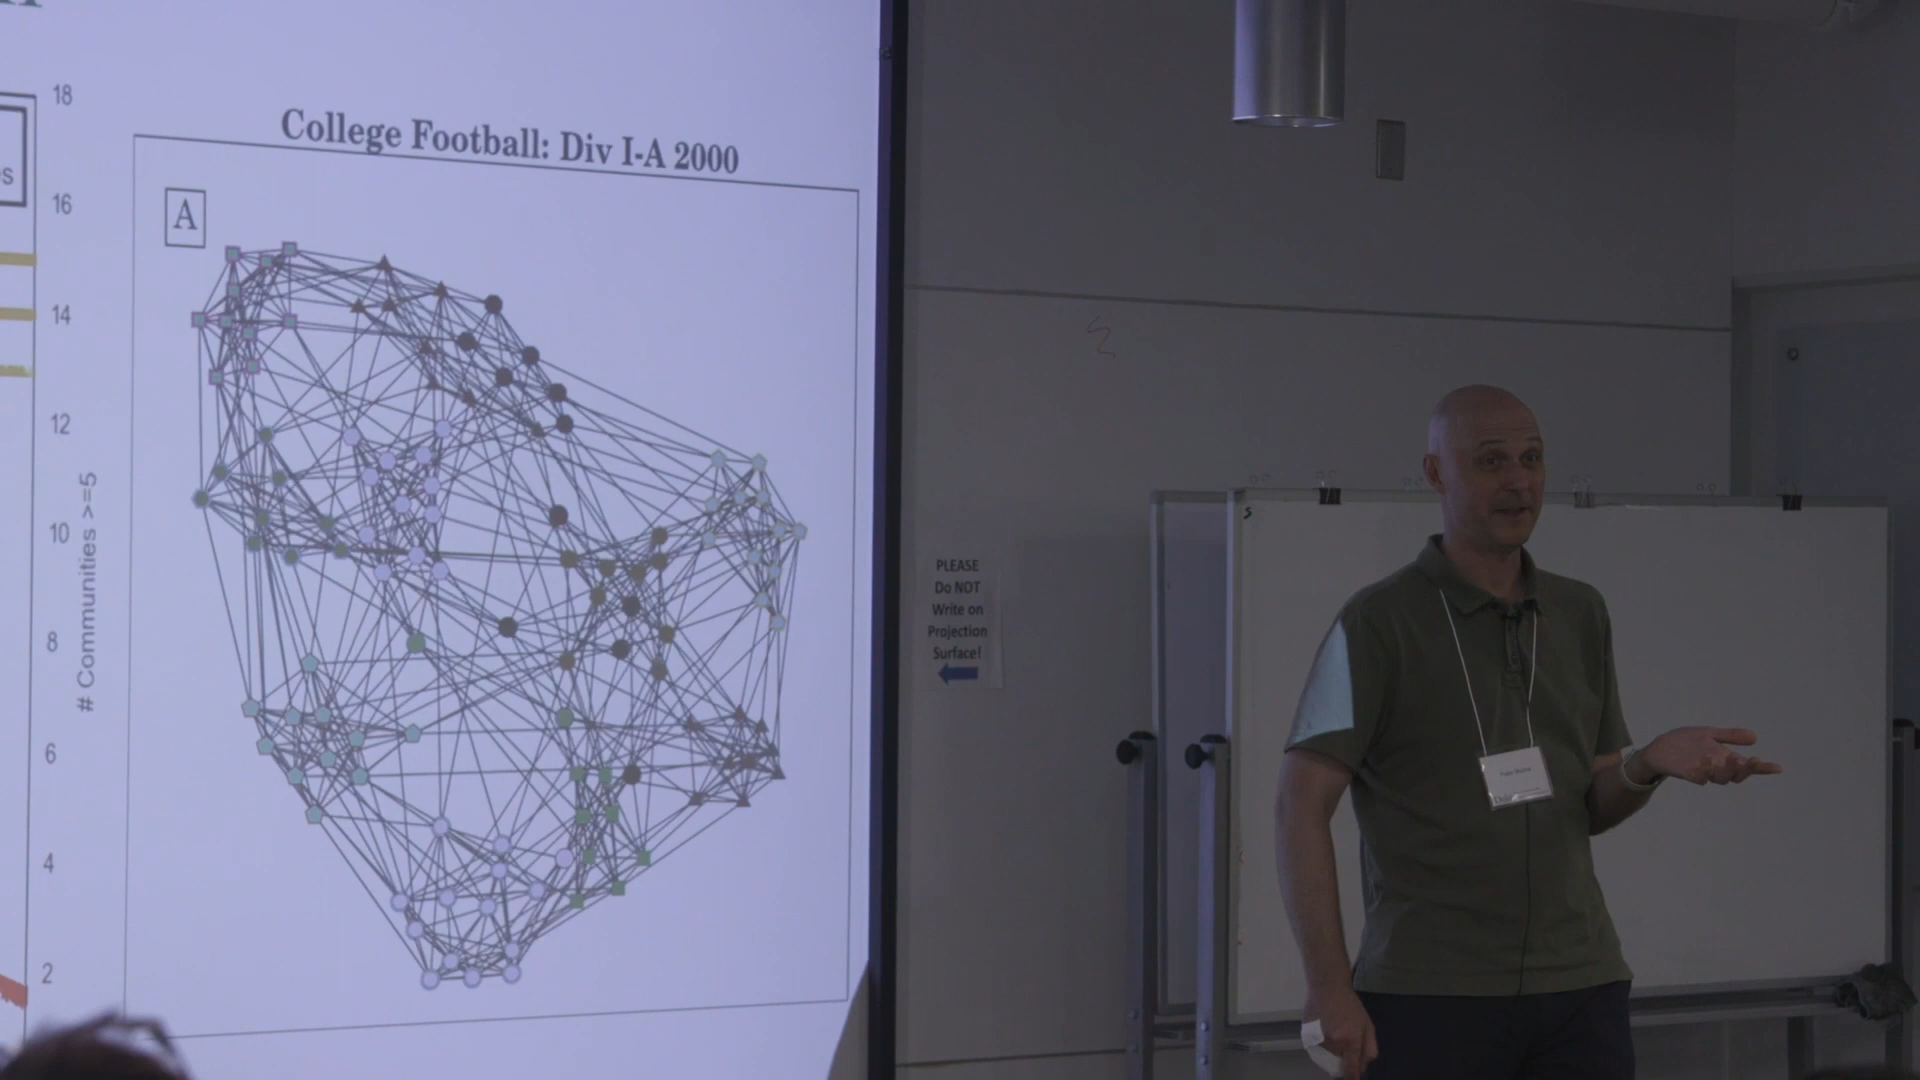 18
16
14
12
10
8
6
4
2
# Communities >=5
College Football: Div I-A 2000
A
PLEASE
Do NOT
Write on
Projection
Surface!
S